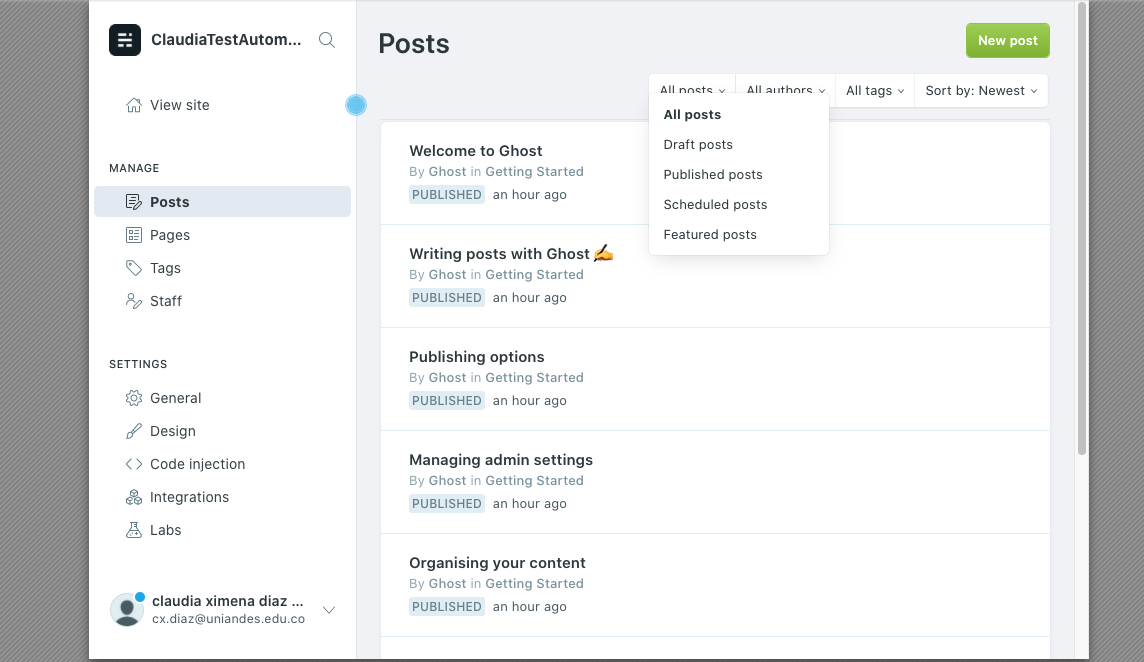 ClaudiaTestAutom...
View site
MANAGE
Posts
Pages
Tags
Staff
SETTINGS
General
Design
Code injection
Integrations
Labs
claudia ximena diaz ...
cx.diaz@uniandes.edu.co
Posts
New post
All posts
All authors
All tags
Sort by: Newest
All posts
Draft posts
Published posts
Scheduled posts
Featured posts
Welcome to Ghost
By Ghost in Getting Started
PUBLISHED an hour ago
Writing posts with Ghost ✍️
By Ghost in Getting Started
PUBLISHED an hour ago
Publishing options
By Ghost in Getting Started
PUBLISHED an hour ago
Managing admin settings
By Ghost in Getting Started
PUBLISHED an hour ago
Organising your content
By Ghost in Getting Started
PUBLISHED an hour ago